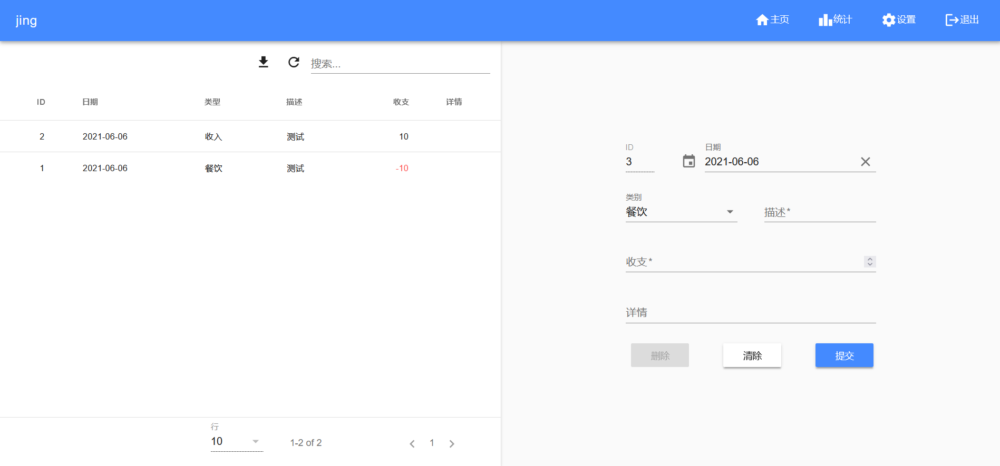 jing
主页 统计 设置 退出
搜索...
ID 日期 类型 描述 收支 详情
2 2021-06-06 收入 测试 10
1 2021-06-06 餐饮 测试 -10
行
10 1-2 of 2 1
ID 日期
3 2021-06-06
类别
餐饮 描述*
收支*
详情
删除 清除 提交